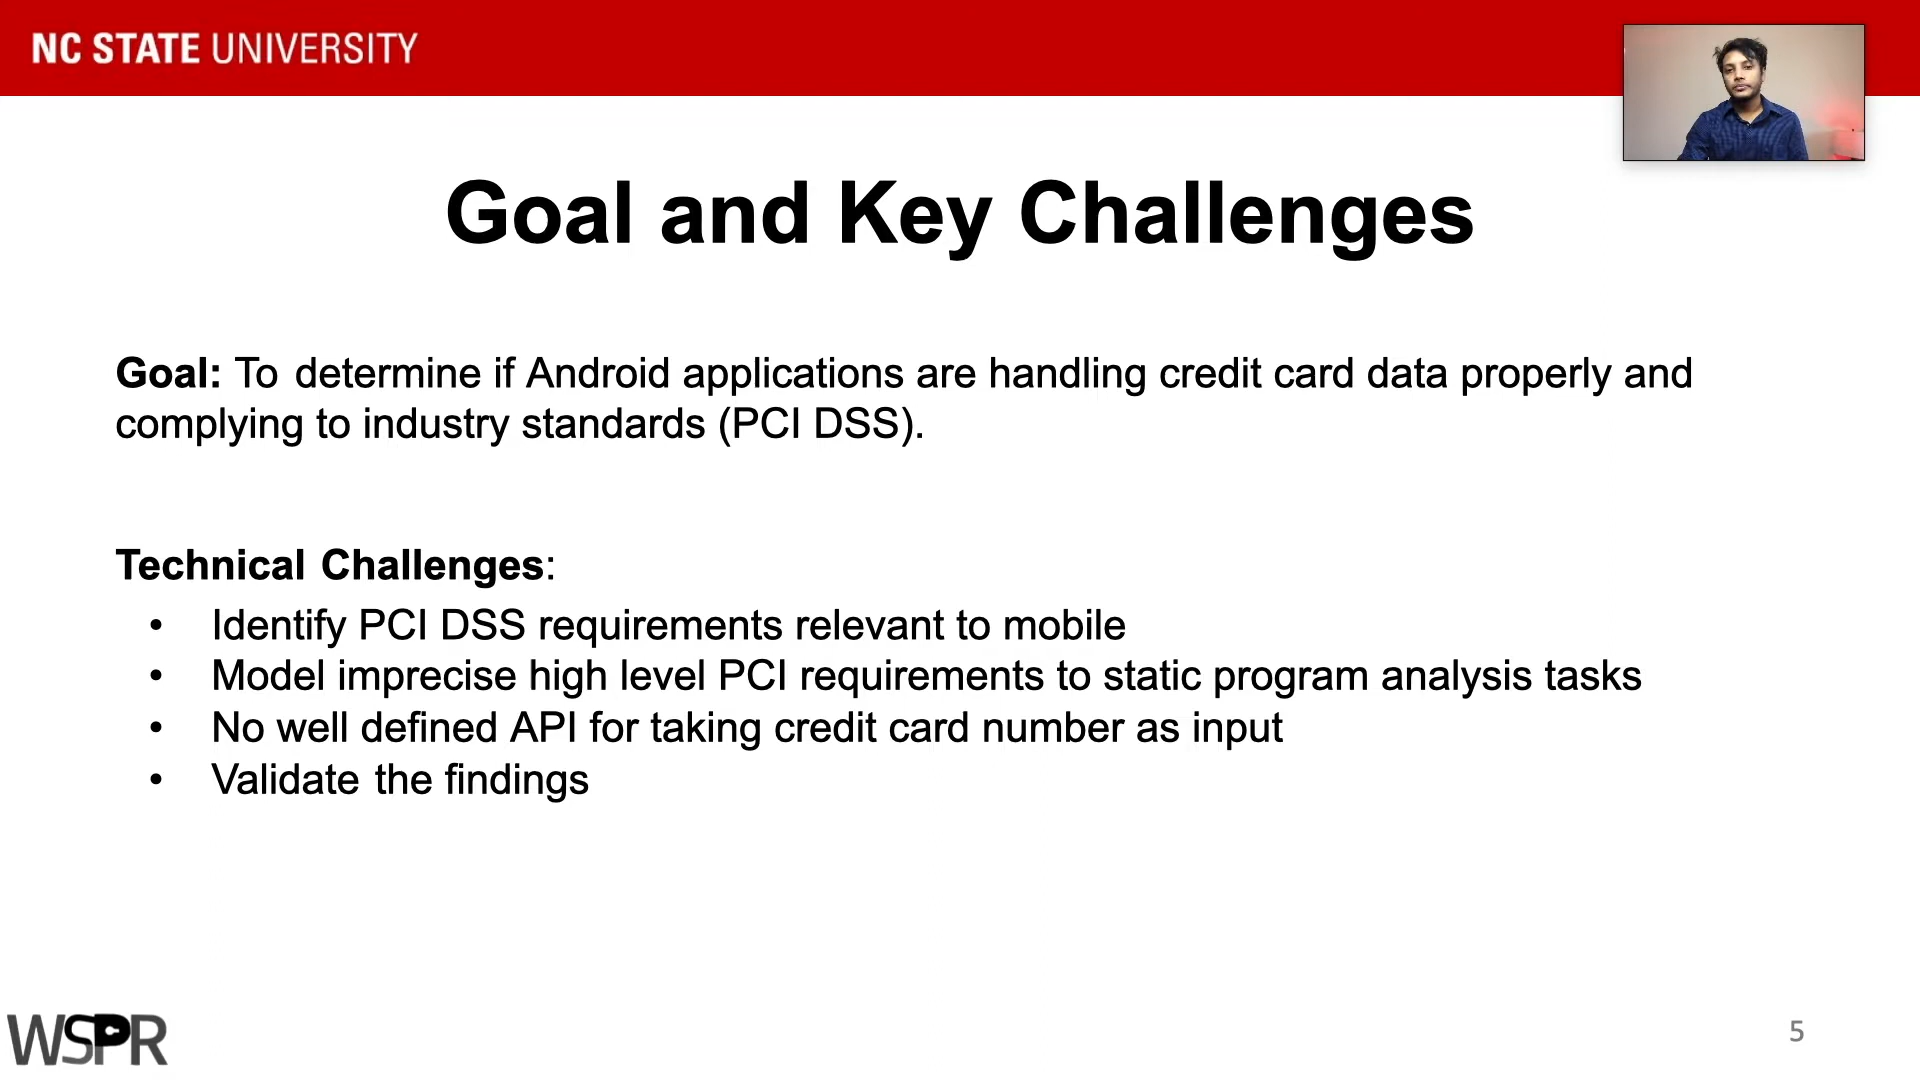 NC STATE UNIVERSITY
Goal and Key Challenges
Goal: To determine if Android applications are handling credit card data properly and
complying to industry standards (PCI DSS).
Technical Challenges:
• Identify PCI DSS requirements relevant to mobile
• Model imprecise high level PCI requirements to static program analysis tasks
• No well defined API for taking credit card number as input
• Validate the findings
WSPR
5